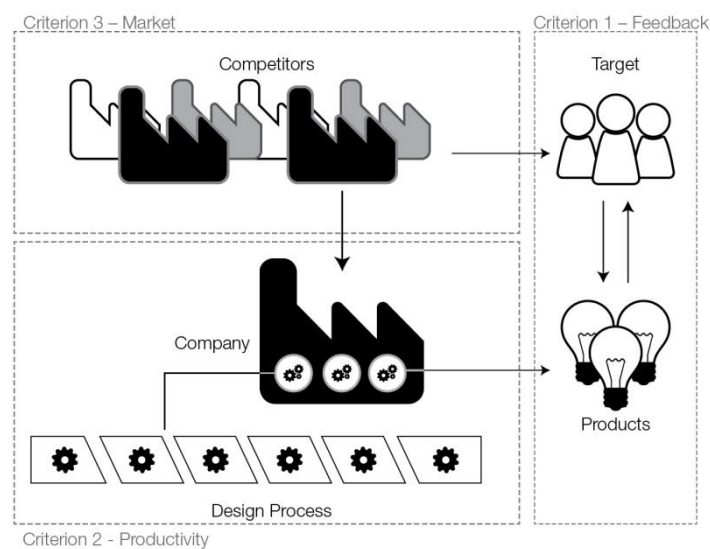 Criterion 3 – Market
Criterion 1 – Feedback
Competitors
Target
Company
Products
Design Process
Criterion 2 - Productivity